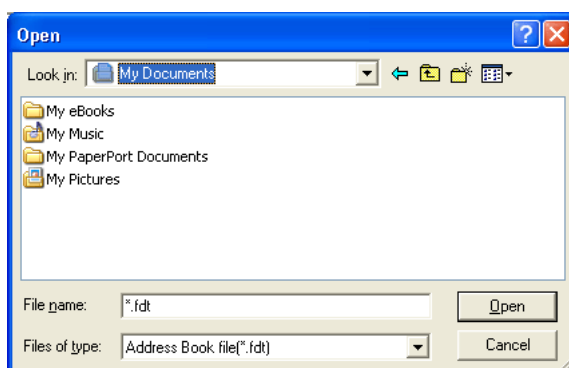 Open
Look in: My Documents
My eBooks
My Music
My PaperPort Documents
My Pictures
File name: *.fdt Open
Files of type: Address Book file(*.fdt) Cancel